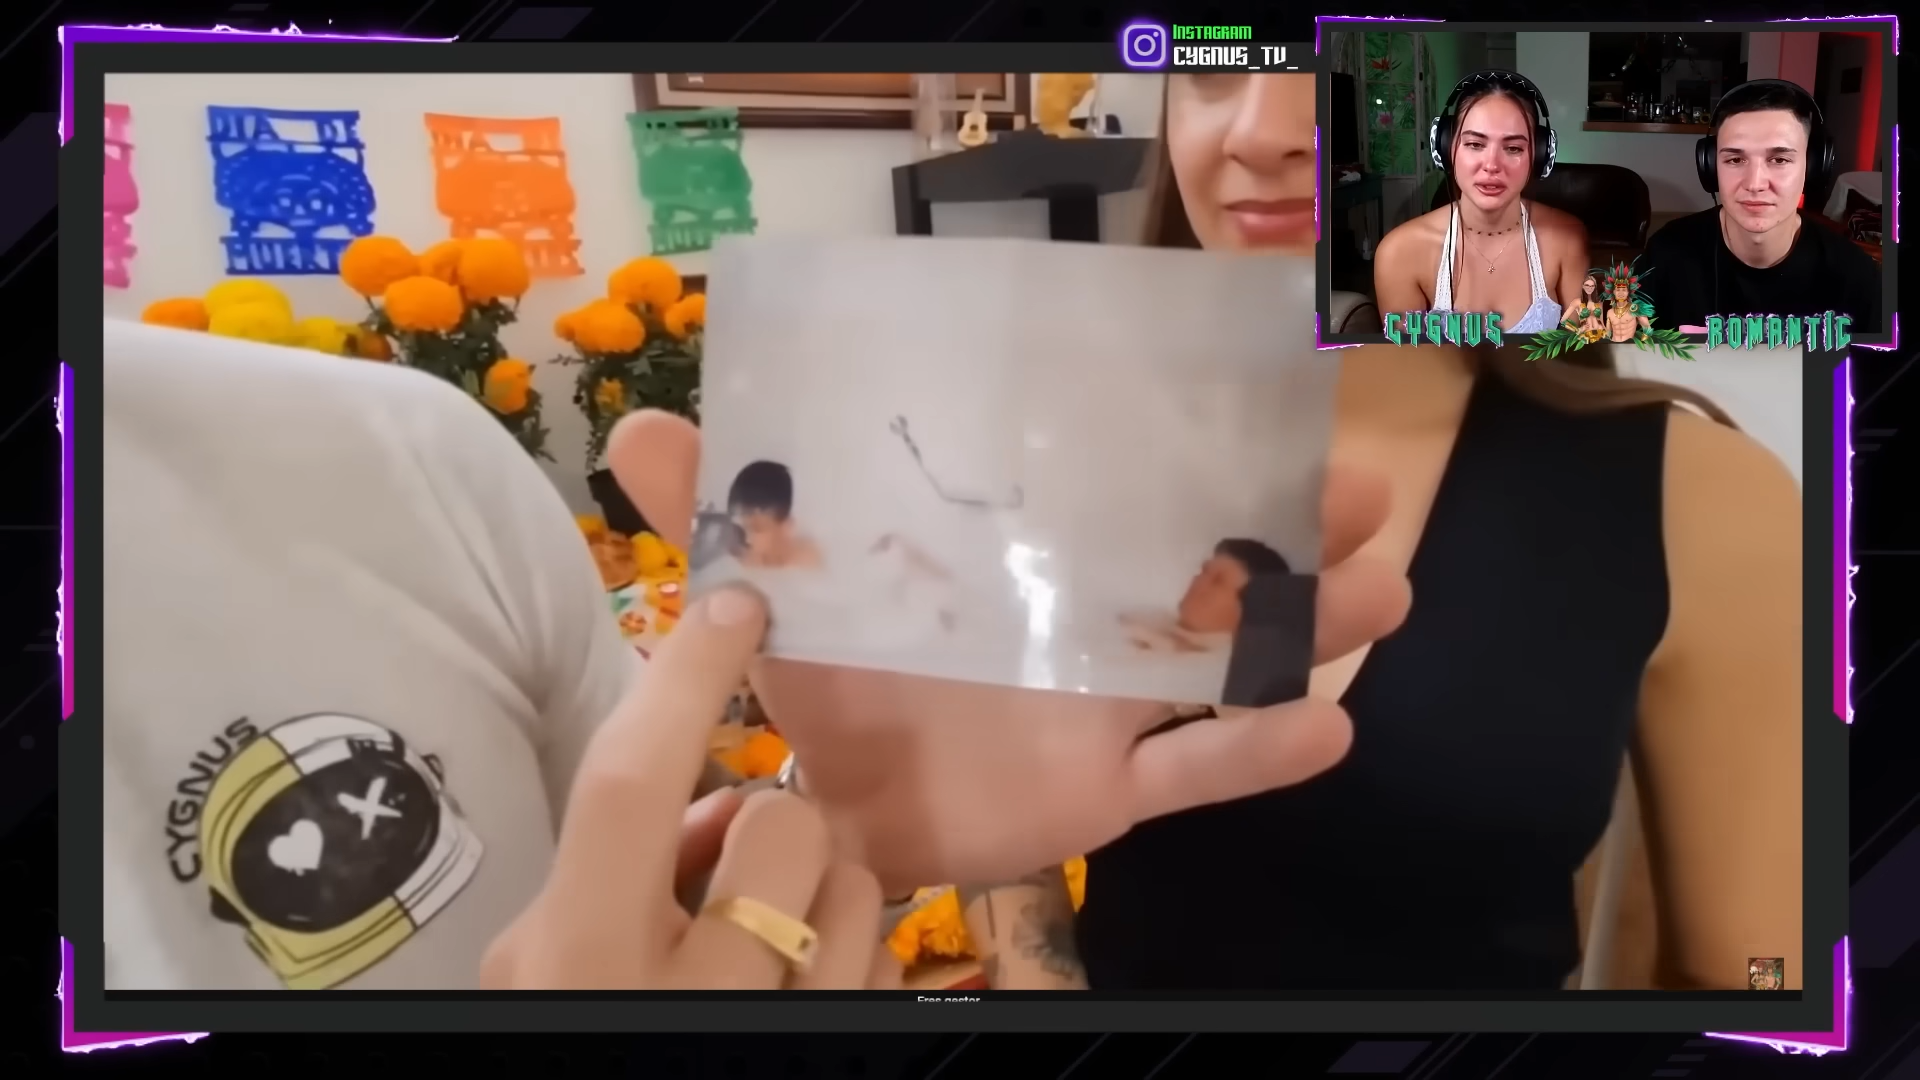 INSTAGRAM
CYGNUS_TV_
DIA DE
MUERT
CYGNUS
ROMANTIC
CYGNUS